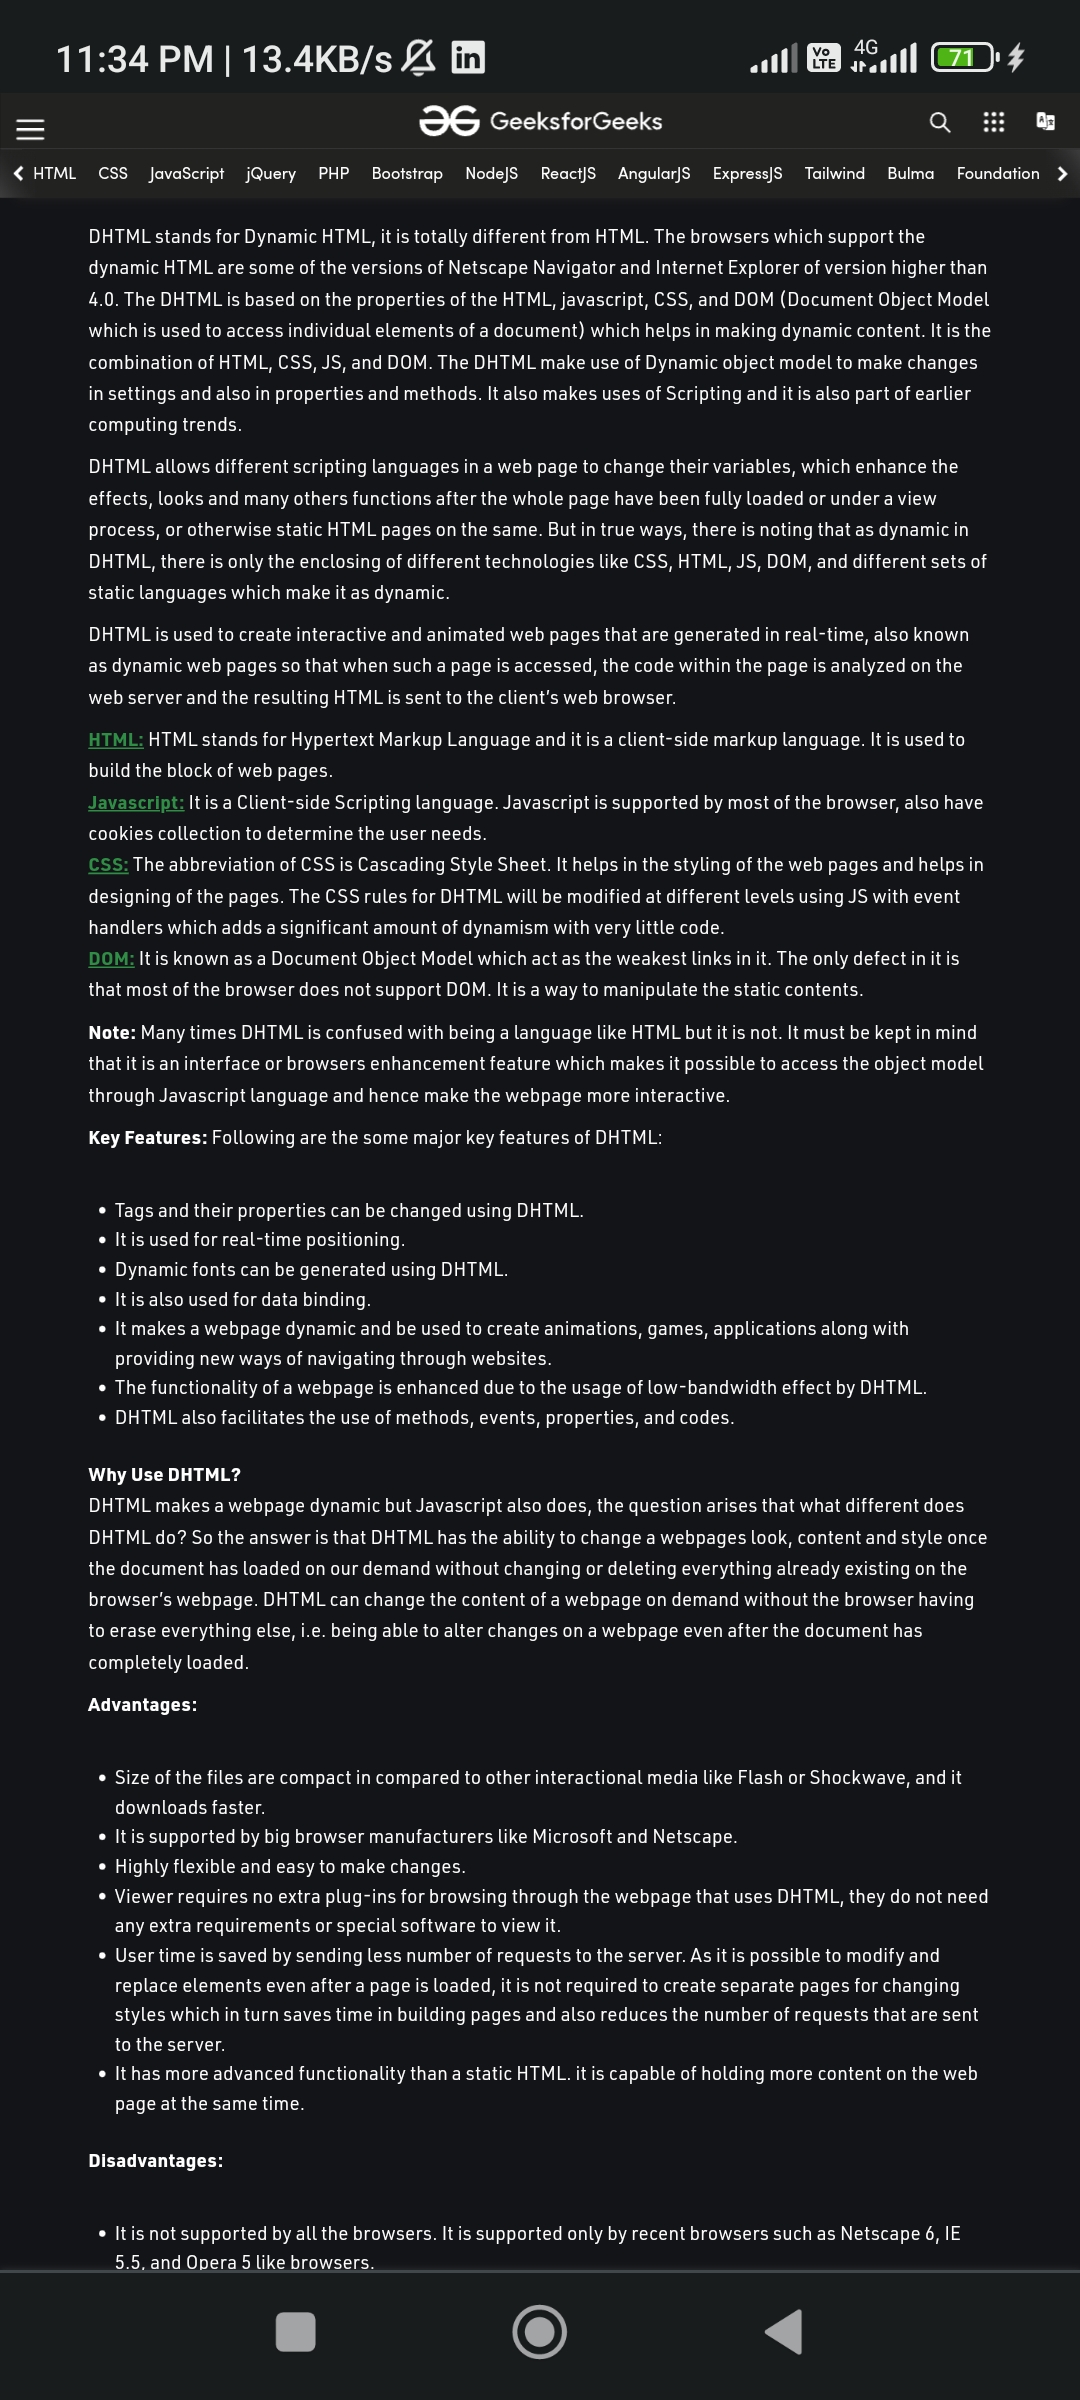 11:34 PM | 13.4KB/s in Vo LTE 4G 71
GeeksforGeeks
HTML CSS JavaScript jQuery PHP Bootstrap NodeJS ReactJS AngularJS ExpressJS Tailwind Bulma Foundation
DHTML stands for Dynamic HTML, it is totally different from HTML. The browsers which support the
dynamic HTML are some of the versions of Netscape Navigator and Internet Explorer of version higher than
4.0. The DHTML is based on the properties of the HTML, javascript, CSS, and DOM (Document Object Model
which is used to access individual elements of a document) which helps in making dynamic content. It is the
combination of HTML, CSS, JS, and DOM. The DHTML make use of Dynamic object model to make changes
in settings and also in properties and methods. It also makes uses of Scripting and it is also part of earlier
computing trends.
DHTML allows different scripting languages in a web page to change their variables, which enhance the
effects, looks and many others functions after the whole page have been fully loaded or under a view
process, or otherwise static HTML pages on the same. But in true ways, there is noting that as dynamic in
DHTML, there is only the enclosing of different technologies like CSS, HTML, JS, DOM, and different sets of
static languages which make it as dynamic.
DHTML is used to create interactive and animated web pages that are generated in real-time, also known
as dynamic web pages so that when such a page is accessed, the code within the page is analyzed on the
web server and the resulting HTML is sent to the client's web browser.
HTML: HTML stands for Hypertext Markup Language and it is a client-side markup language. It is used to
build the block of web pages.
Javascript: It is a Client-side Scripting language. Javascript is supported by most of the browser, also have
cookies collection to determine the user needs.
CSS: The abbreviation of CSS is Cascading Style Sheet. It helps in the styling of the web pages and helps in
designing of the pages. The CSS rules for DHTML will be modified at different levels using JS with event
handlers which adds a significant amount of dynamism with very little code.
DOM: It is known as a Document Object Model which act as the weakest links in it. The only defect in it is
that most of the browser does not support DOM. It is a way to manipulate the static contents.
Note: Many times DHTML is confused with being a language like HTML but it is not. It must be kept in mind
that it is an interface or browsers enhancement feature which makes it possible to access the object model
through Javascript language and hence make the webpage more interactive.
Key Features: Following are the some major key features of DHTML:
• Tags and their properties can be changed using DHTML.
• It is used for real-time positioning.
• Dynamic fonts can be generated using DHTML.
• It is also used for data binding.
• It makes a webpage dynamic and be used to create animations, games, applications along with
providing new ways of navigating through websites.
• The functionality of a webpage is enhanced due to the usage of low-bandwidth effect by DHTML.
• DHTML also facilitates the use of methods, events, properties, and codes.
Why Use DHTML?
DHTML makes a webpage dynamic but Javascript also does, the question arises that what different does
DHTML do? So the answer is that DHTML has the ability to change a webpages look, content and style once
the document has loaded on our demand without changing or deleting everything already existing on the
browser's webpage. DHTML can change the content of a webpage on demand without the browser having
to erase everything else, i.e. being able to alter changes on a webpage even after the document has
completely loaded.
Advantages:
• Size of the files are compact in compared to other interactional media like Flash or Shockwave, and it
downloads faster.
• It is supported by big browser manufacturers like Microsoft and Netscape.
• Highly flexible and easy to make changes.
• Viewer requires no extra plug-ins for browsing through the webpage that uses DHTML, they do not need
any extra requirements or special software to view it.
• User time is saved by sending less number of requests to the server. As it is possible to modify and
replace elements even after a page is loaded, it is not required to create separate pages for changing
styles which in turn saves time in building pages and also reduces the number of requests that are sent
to the server.
• It has more advanced functionality than a static HTML. it is capable of holding more content on the web
page at the same time.
Disadvantages:
• It is not supported by all the browsers. It is supported only by recent browsers such as Netscape 6, IE
5.5, and Opera 5 like browsers.